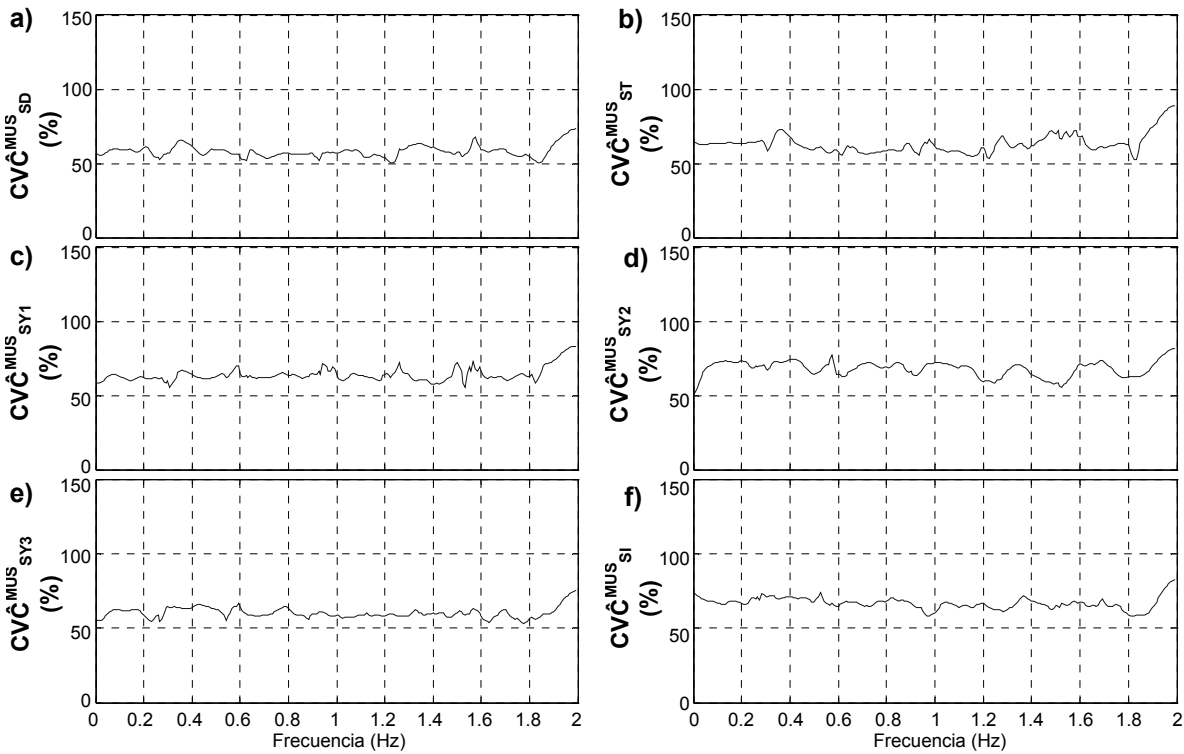 a)
150
100
50
0
CVĈ^MUS_SD
(%)
b)
150
100
50
0
CVĈ^MUS_ST
(%)
c)
150
100
50
0
CVĈ^MUS_SY1
(%)
d)
150
100
50
0
CVĈ^MUS_SY2
(%)
e)
150
100
50
0
CVĈ^MUS_SY3
(%)
0 0.2 0.4 0.6 0.8 1 1.2 1.4 1.6 1.8 2
Frecuencia (Hz)
f)
150
100
50
0
CVĈ^MUS_SI
(%)
0 0.2 0.4 0.6 0.8 1 1.2 1.4 1.6 1.8 2
Frecuencia (Hz)